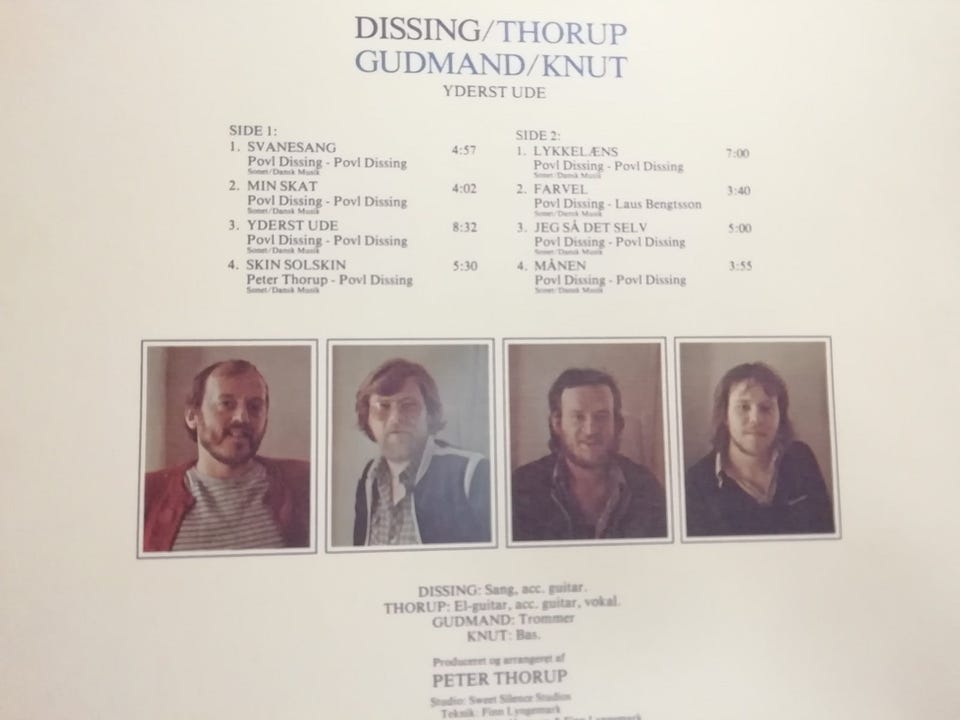 DISSING/THORUP
GUDMAND/KNUT
YDERST UDE
SIDE 1:
1. SVANESANG 4:57
Povl Dissing - Povl Dissing
Sonet/Dansk Musik
2. MIN SKAT 4:02
Povl Dissing - Povl Dissing
Sonet/Dansk Musik
3. YDERST UDE 8:32
Povl Dissing - Povl Dissing
Sonet/Dansk Musik
4. SKIN SOLSKIN 5:30
Peter Thorup - Povl Dissing
Sonet/Dansk Musik
SIDE 2:
1. LYKKELÆNS 7:00
Povl Dissing - Povl Dissing
Sonet/Dansk Musik
2. FARVEL 3:40
Povl Dissing - Laus Bengtsson
Sonet/Dansk Musik
3. JEG SÅ DET SELV 5:00
Povl Dissing - Povl Dissing
Sonet/Dansk Musik
4. MÅNEN 3:55
Povl Dissing - Povl Dissing
Sonet/Dansk Musik
DISSING: Sang, acc. guitar.
THORUP: El-guitar, acc. guitar, vokal.
GUDMAND: Trommer
KNUT: Bas.
Produceret og arrangeret af
PETER THORUP
Studio: Sweet Silence Studios
Teknik: Finn Lyngemark
& Finn Lyngemark